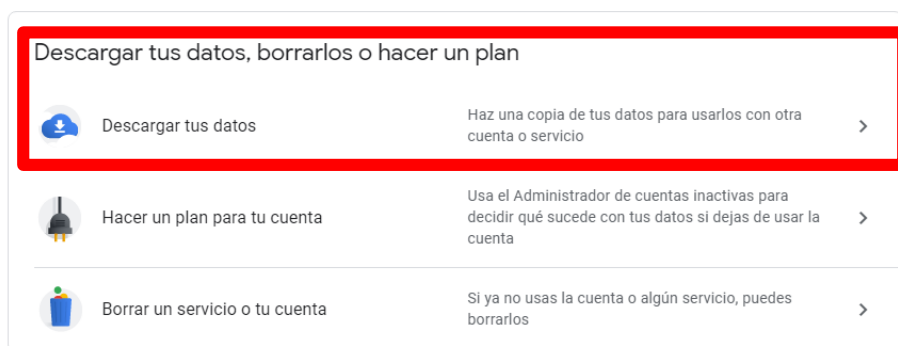 Descargar tus datos, borrarlos o hacer un plan
Descargar tus datos
Haz una copia de tus datos para usarlos con otra
cuenta o servicio
Hacer un plan para tu cuenta
Usa el Administrador de cuentas inactivas para
decidir qué sucede con tus datos si dejas de usar la
cuenta
Borrar un servicio o tu cuenta
Si ya no usas la cuenta o algún servicio, puedes
borrarlos